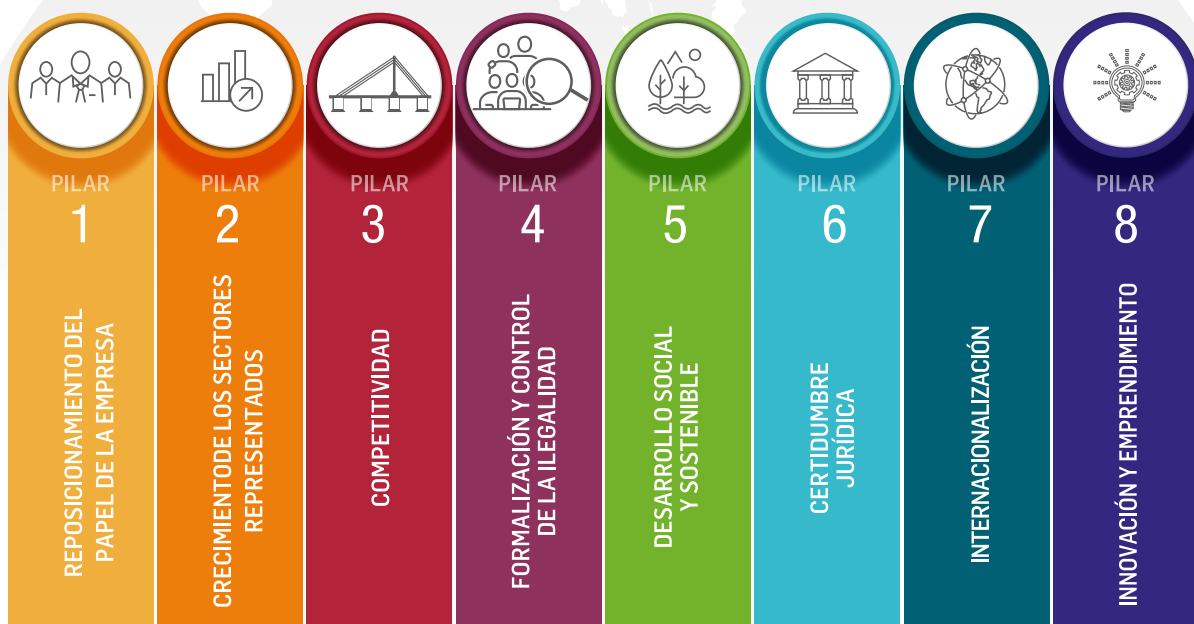 PILAR
1
REPOSICIONAMIENTO DEL
PAPEL DE LA EMPRESA
PILAR
2
CRECIMIENTODE LOS SECTORES
REPRESENTADOS
PILAR
3
COMPETITIVIDAD
PILAR
4
FORMALIZACIÓN Y CONTROL
DE LA ILEGALIDAD
PILAR
5
DESARROLLO SOCIAL
Y SOSTENIBLE
PILAR
6
CERTIDUMBRE
JURÍDICA
PILAR
7
INTERNACIONALIZACIÓN
PILAR
8
INNOVACIÓN Y EMPRENDIMIENTO